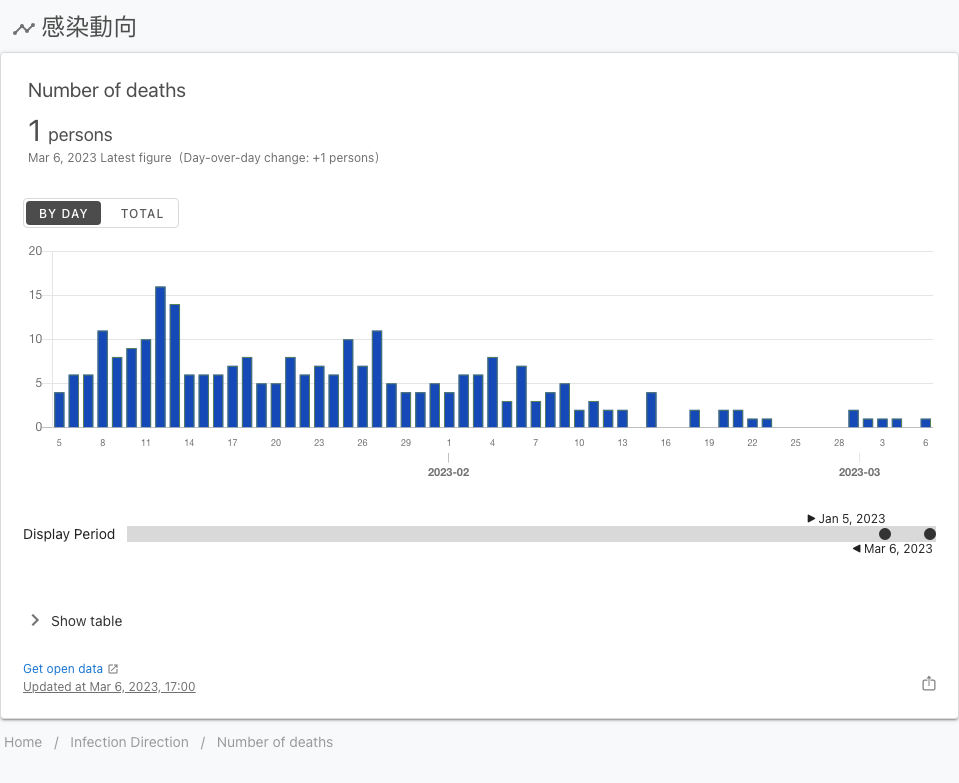 感染動向
Number of deaths
1 persons
Mar 6, 2023 Latest figure (Day-over-day change: +1 persons)
BY DAY TOTAL
20
15
10
5
0
5 8 11 14 17 20 23 26 29 1 4 7 10 13 16 19 22 25 28 3 6
2023-02 2023-03
Jan 5, 2023
Display Period
Mar 6, 2023
Show table
Get open data
Updated at Mar 6, 2023, 17:00
Home / Infection Direction / Number of deaths